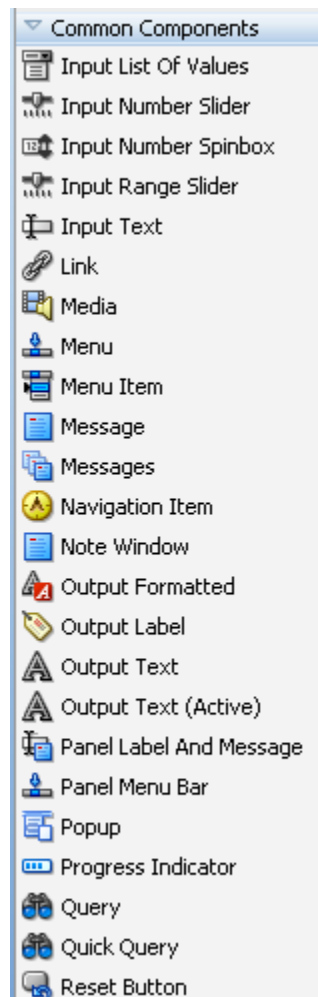 Common Components
Input List Of Values
Input Number Slider
Input Number Spinbox
Input Range Slider
Input Text
Link
Media
Menu
Menu Item
Message
Messages
Navigation Item
Note Window
Output Formatted
Output Label
Output Text
Output Text (Active)
Panel Label And Message
Panel Menu Bar
Popup
Progress Indicator
Query
Quick Query
Reset Button